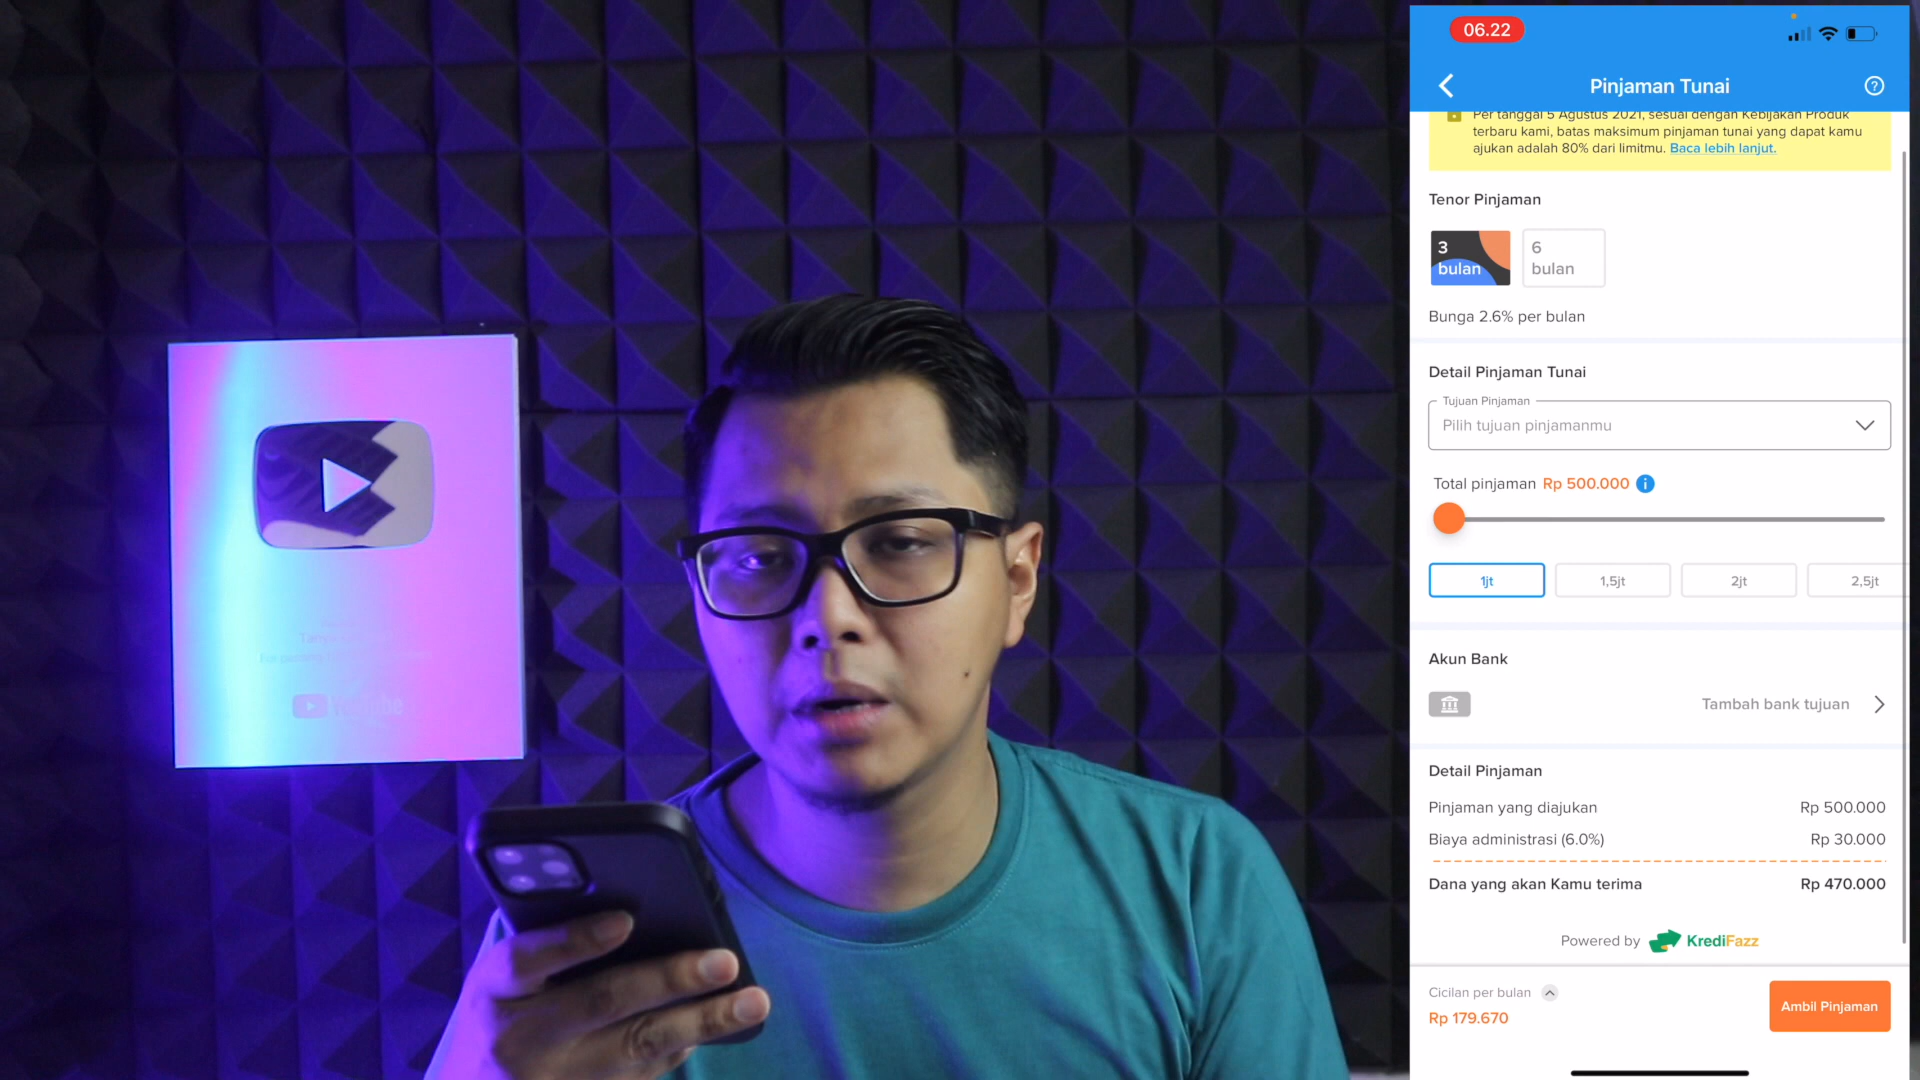 06.22
Pinjaman Tunai
Per tanggal 5 Agustus 2021, sesuai dengan Kebijakan Produk
terbaru kami, batas maksimum pinjaman tunai yang dapat kamu
ajukan adalah 80% dari limitmu. Baca lebih lanjut.
Tenor Pinjaman
3 bulan
6 bulan
Bunga 2.6% per bulan
Detail Pinjaman Tunai
Tujuan Pinjaman
Pilih tujuan pinjamanmu
Total pinjaman Rp 500.000
1jt 1,5jt 2jt 2,5jt
Akun Bank
Tambah bank tujuan
Detail Pinjaman
Pinjaman yang diajukan Rp 500.000
Biaya administrasi (6.0%) Rp 30.000
Dana yang akan Kamu terima Rp 470.000
Powered by KrediFazz
Cicilan per bulan
Rp 179.670
Ambil Pinjaman
YouTube